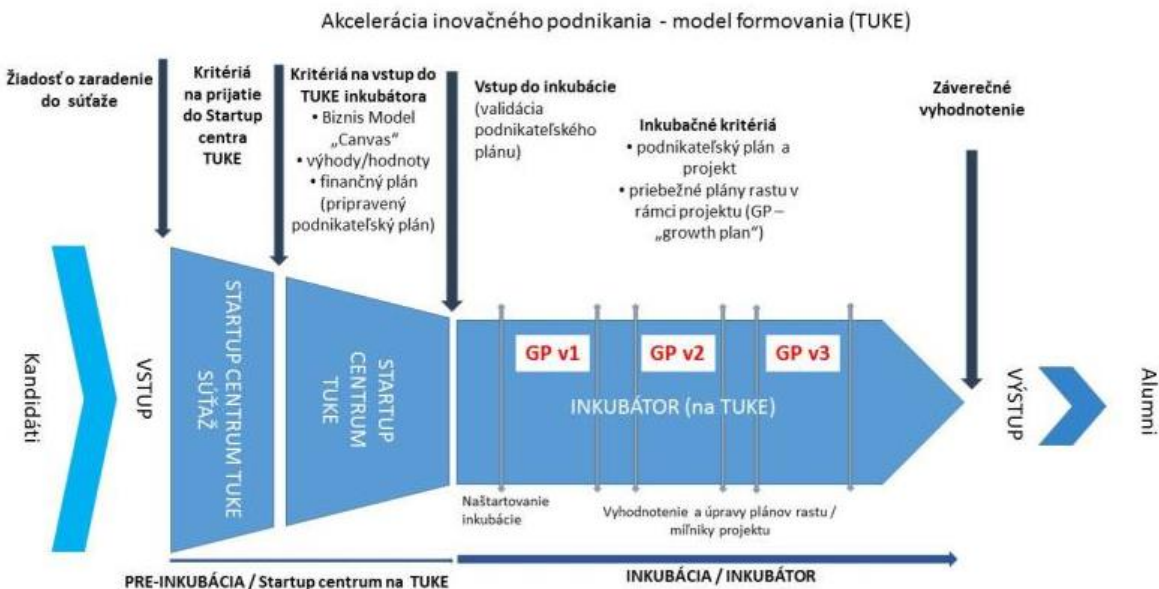 Akcelerácia inovačného podnikania - model formovania (TUKE)
Žiadosť o zaradenie
do súťaže
Kritériá
na prijatie
do Startup
centra
TUKE
Kritériá na vstup do
TUKE inkubátora
• Biznis Model
„Canvas“
• výhody/hodnoty
• finančný plán
(pripravený
podnikateľský plán)
Vstup do inkubácie
(validácia
podnikateľského
plánu)
Inkubačné kritériá
• podnikateľský plán a
projekt
• priebežné plány rastu v
rámci projektu (GP –
„growth plan“)
Záverečné
vyhodnotenie
Kandidáti
VSTUP
STARTUP CENTRUM TUKE
SÚŤAŽ
STARTUP
CENTRUM
TUKE
GP v1
GP v2
GP v3
INKUBÁTOR (na TUKE)
VÝSTUP
Alumni
Naštartovanie
inkubácie
Vyhodnotenie a úpravy plánov rastu /
míľniky projektu
PRE-INKUBÁCIA / Startup centrum na TUKE
INKUBÁCIA / INKUBÁTOR